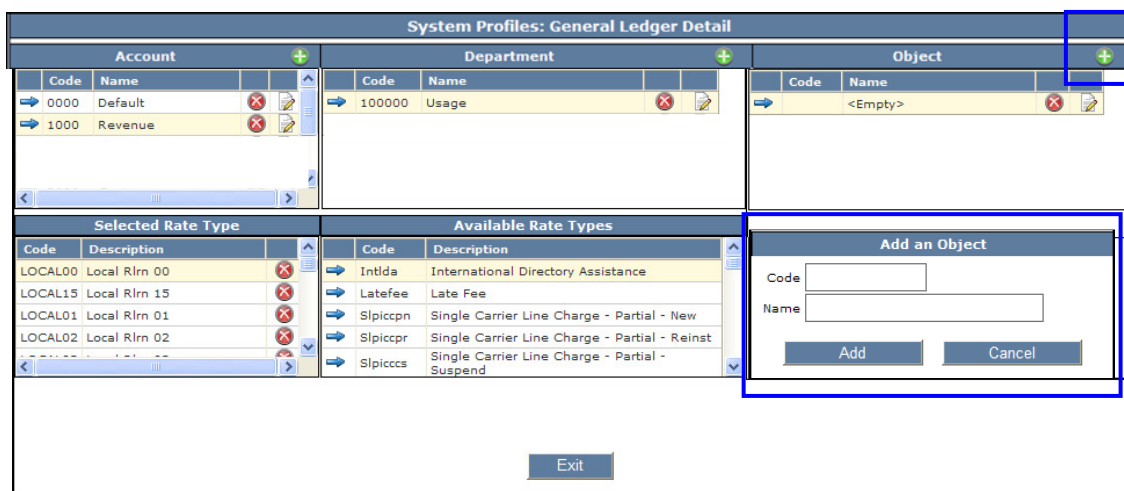 System Profiles: General Ledger Detail
Account
Department
Object
Code Name
0000 Default
1000 Revenue
Code Name
100000 Usage
Code Name
<Empty>
Selected Rate Type
Code Description
LOCAL00 Local Rlrn 00
LOCAL15 Local Rlrn 15
LOCAL01 Local Rlrn 01
LOCAL02 Local Rlrn 02
Available Rate Types
Code Description
Intlda International Directory Assistance
Latefee Late Fee
Slpiccpn Single Carrier Line Charge - Partial - New
Slpiccpr Single Carrier Line Charge - Partial - Reinst
Slpicccs Single Carrier Line Charge - Partial -
Suspend
Add an Object
Code
Name
Add Cancel
Exit